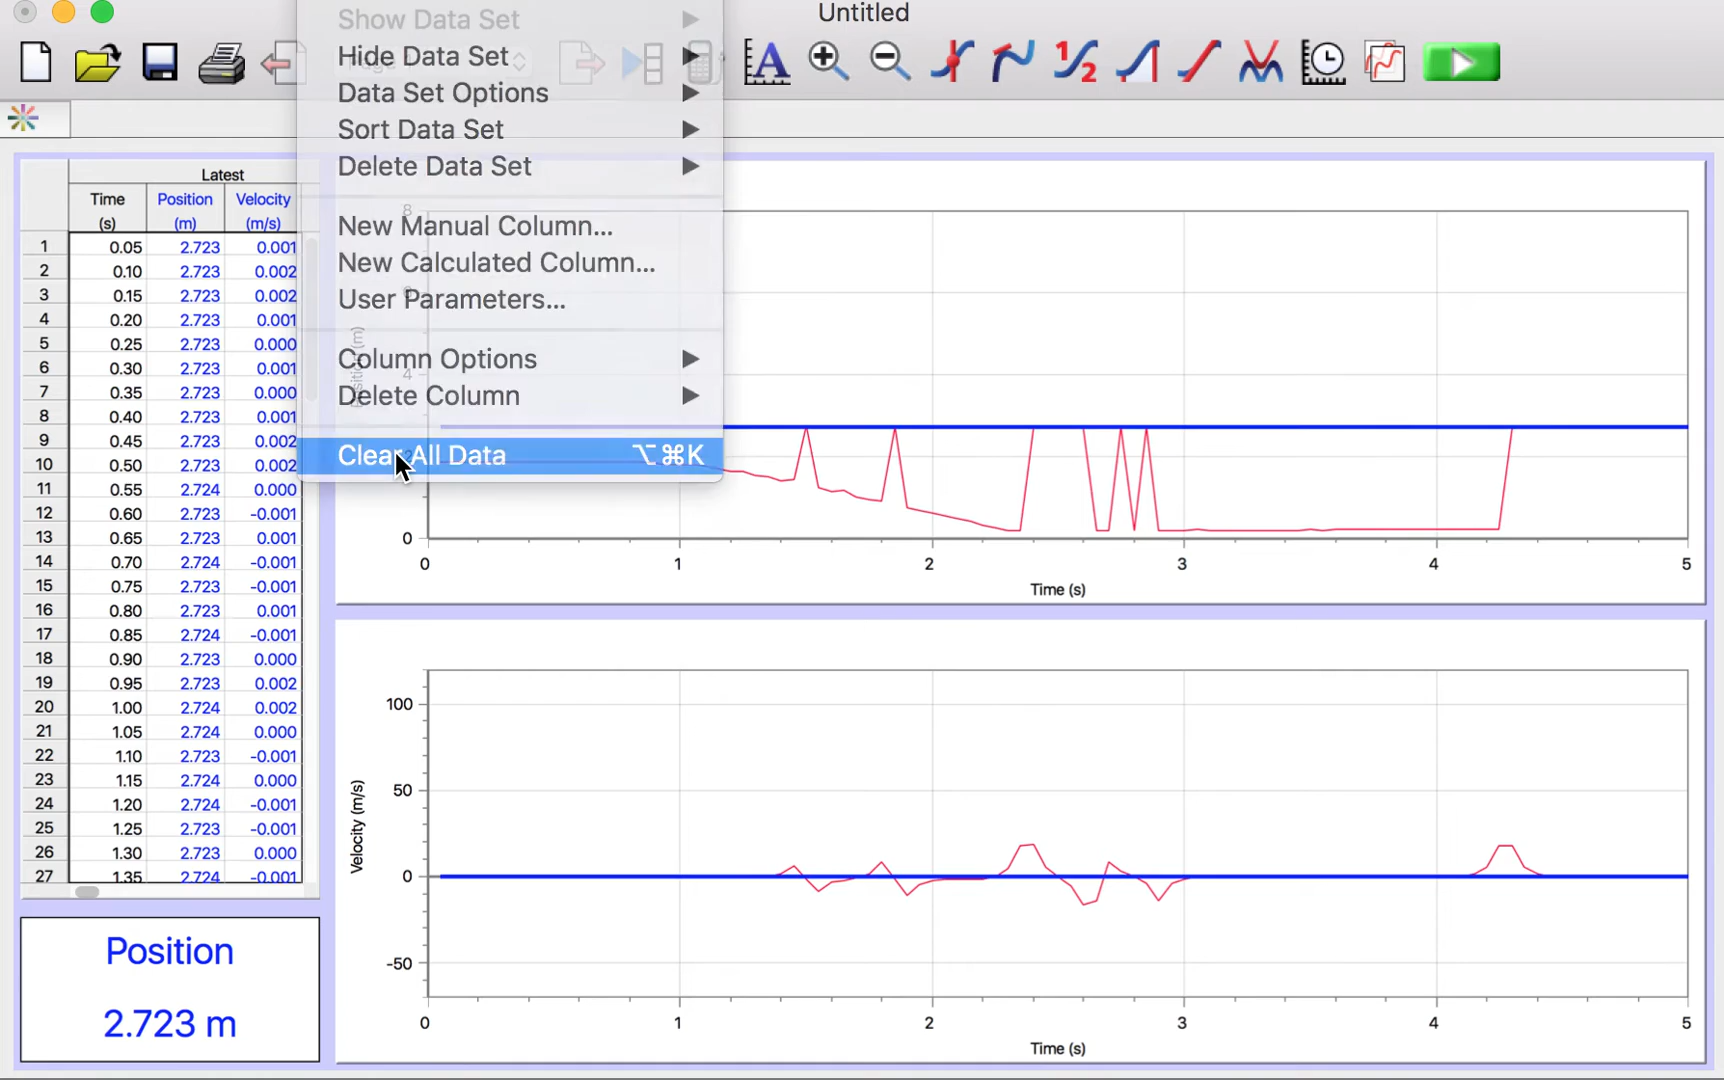 Untitled
Show Data Set
Hide Data Set
Data Set Options
Sort Data Set
Delete Data Set
New Manual Column...
New Calculated Column...
User Parameters...
Column Options
Delete Column
Clear All Data ⌥⌘K
Latest
Time Position Velocity
(s) (m) (m/s)
1 0.05 2.723 0.001
2 0.10 2.723 0.002
3 0.15 2.723 0.002
4 0.20 2.723 0.001
5 0.25 2.723 0.000
6 0.30 2.723 0.001
7 0.35 2.723 0.000
8 0.40 2.723 0.001
9 0.45 2.723 0.002
10 0.50 2.723 0.002
11 0.55 2.724 0.000
12 0.60 2.723 -0.001
13 0.65 2.723 0.001
14 0.70 2.724 -0.001
15 0.75 2.723 -0.001
16 0.80 2.723 0.001
17 0.85 2.724 -0.001
18 0.90 2.723 0.000
19 0.95 2.723 0.002
20 1.00 2.724 0.002
21 1.05 2.724 0.000
22 1.10 2.723 -0.001
23 1.15 2.724 0.000
24 1.20 2.724 -0.001
25 1.25 2.723 -0.001
26 1.30 2.723 0.000
27 1.35 2.724 -0.001
Position
2.723 m
8
4
0
Position (m)
0 1 2 3 4 5
Time (s)
100
50
0
-50
Velocity (m/s)
0 1 2 3 4 5
Time (s)